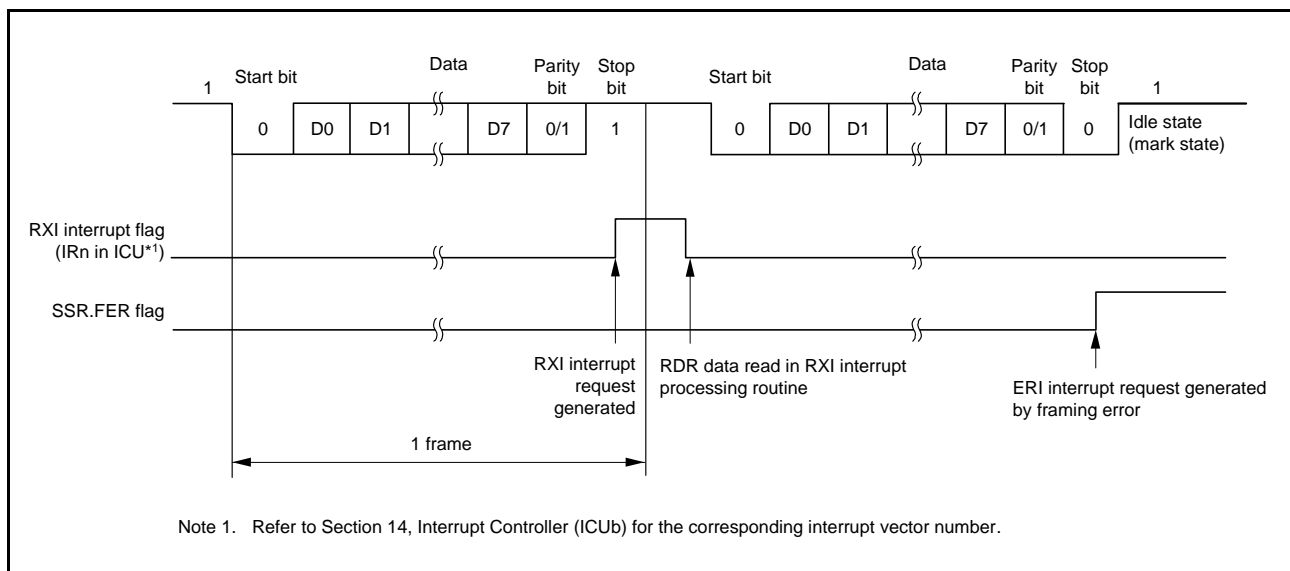 1
Start bit
Data
Parity
bit
Stop
bit
Start bit
Data
Parity
bit
Stop
bit
1
0
D0
D1
D7
0/1
1
0
D0
D1
D7
0/1
0
Idle state
(mark state)
RXI interrupt flag
(IRn in ICU*1)
SSR.FER flag
RXI interrupt
request
generated
RDR data read in RXI interrupt
processing routine
ERI interrupt request generated
by framing error
1 frame
Note 1. Refer to Section 14, Interrupt Controller (ICUb) for the corresponding interrupt vector number.